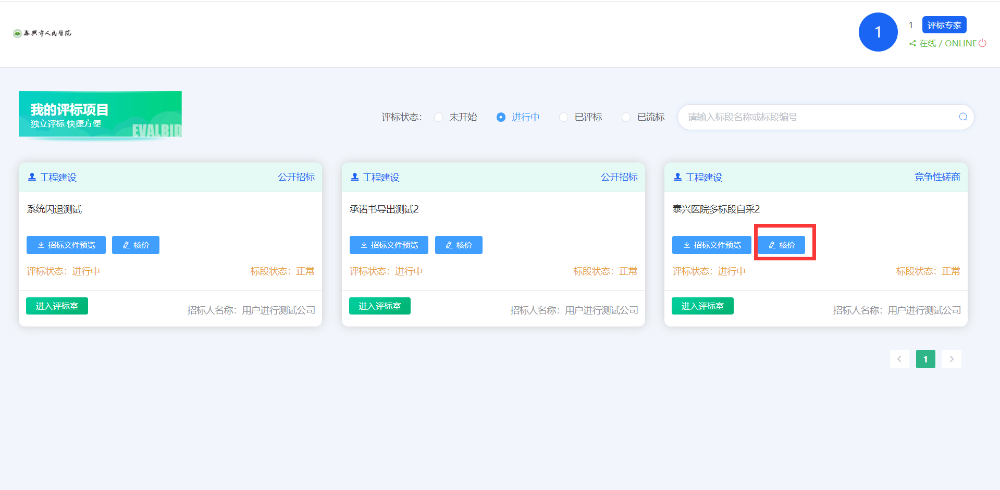 泰興市人民醫院
1
1 评标专家
在线 / ONLINE
我的评标项目
独立评标 快捷方便
EVALBID
评标状态： 未开始 进行中 已评标 已流标 请输入标段名称或标段编号
工程建设 公开招标
系统闪退测试
招标文件预览 核价
评标状态：进行中 标段状态：正常
进入评标室 招标人名称：用户进行测试公司
工程建设 公开招标
承诺书导出测试2
招标文件预览 核价
评标状态：进行中 标段状态：正常
进入评标室 招标人名称：用户进行测试公司
工程建设 竞争性磋商
泰兴医院多标段自采2
招标文件预览 核价
评标状态：进行中 标段状态：正常
进入评标室 招标人名称：用户进行测试公司
1